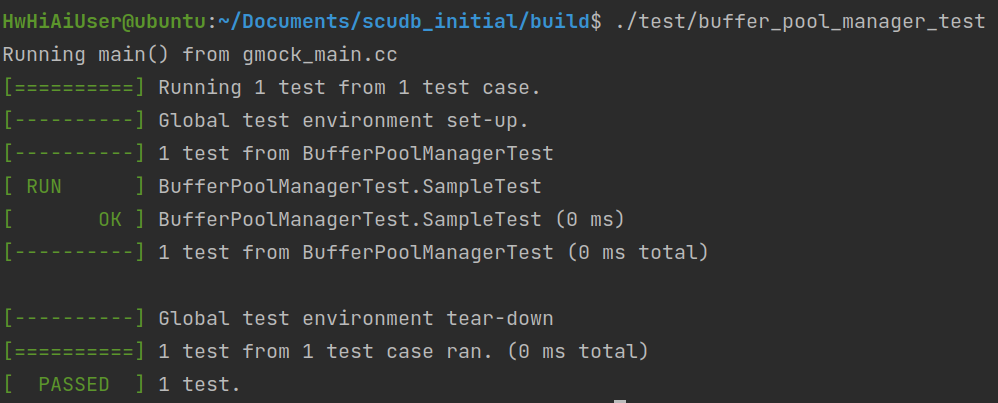 HwHiAiUser@ubuntu:~/Documents/scudb_initial/build$ ./test/buffer_pool_manager_test
Running main() from gmock_main.cc
[==========] Running 1 test from 1 test case.
[----------] Global test environment set-up.
[----------] 1 test from BufferPoolManagerTest
[ RUN      ] BufferPoolManagerTest.SampleTest
[       OK ] BufferPoolManagerTest.SampleTest (0 ms)
[----------] 1 test from BufferPoolManagerTest (0 ms total)
[----------] Global test environment tear-down
[==========] 1 test from 1 test case ran. (0 ms total)
[  PASSED  ] 1 test.